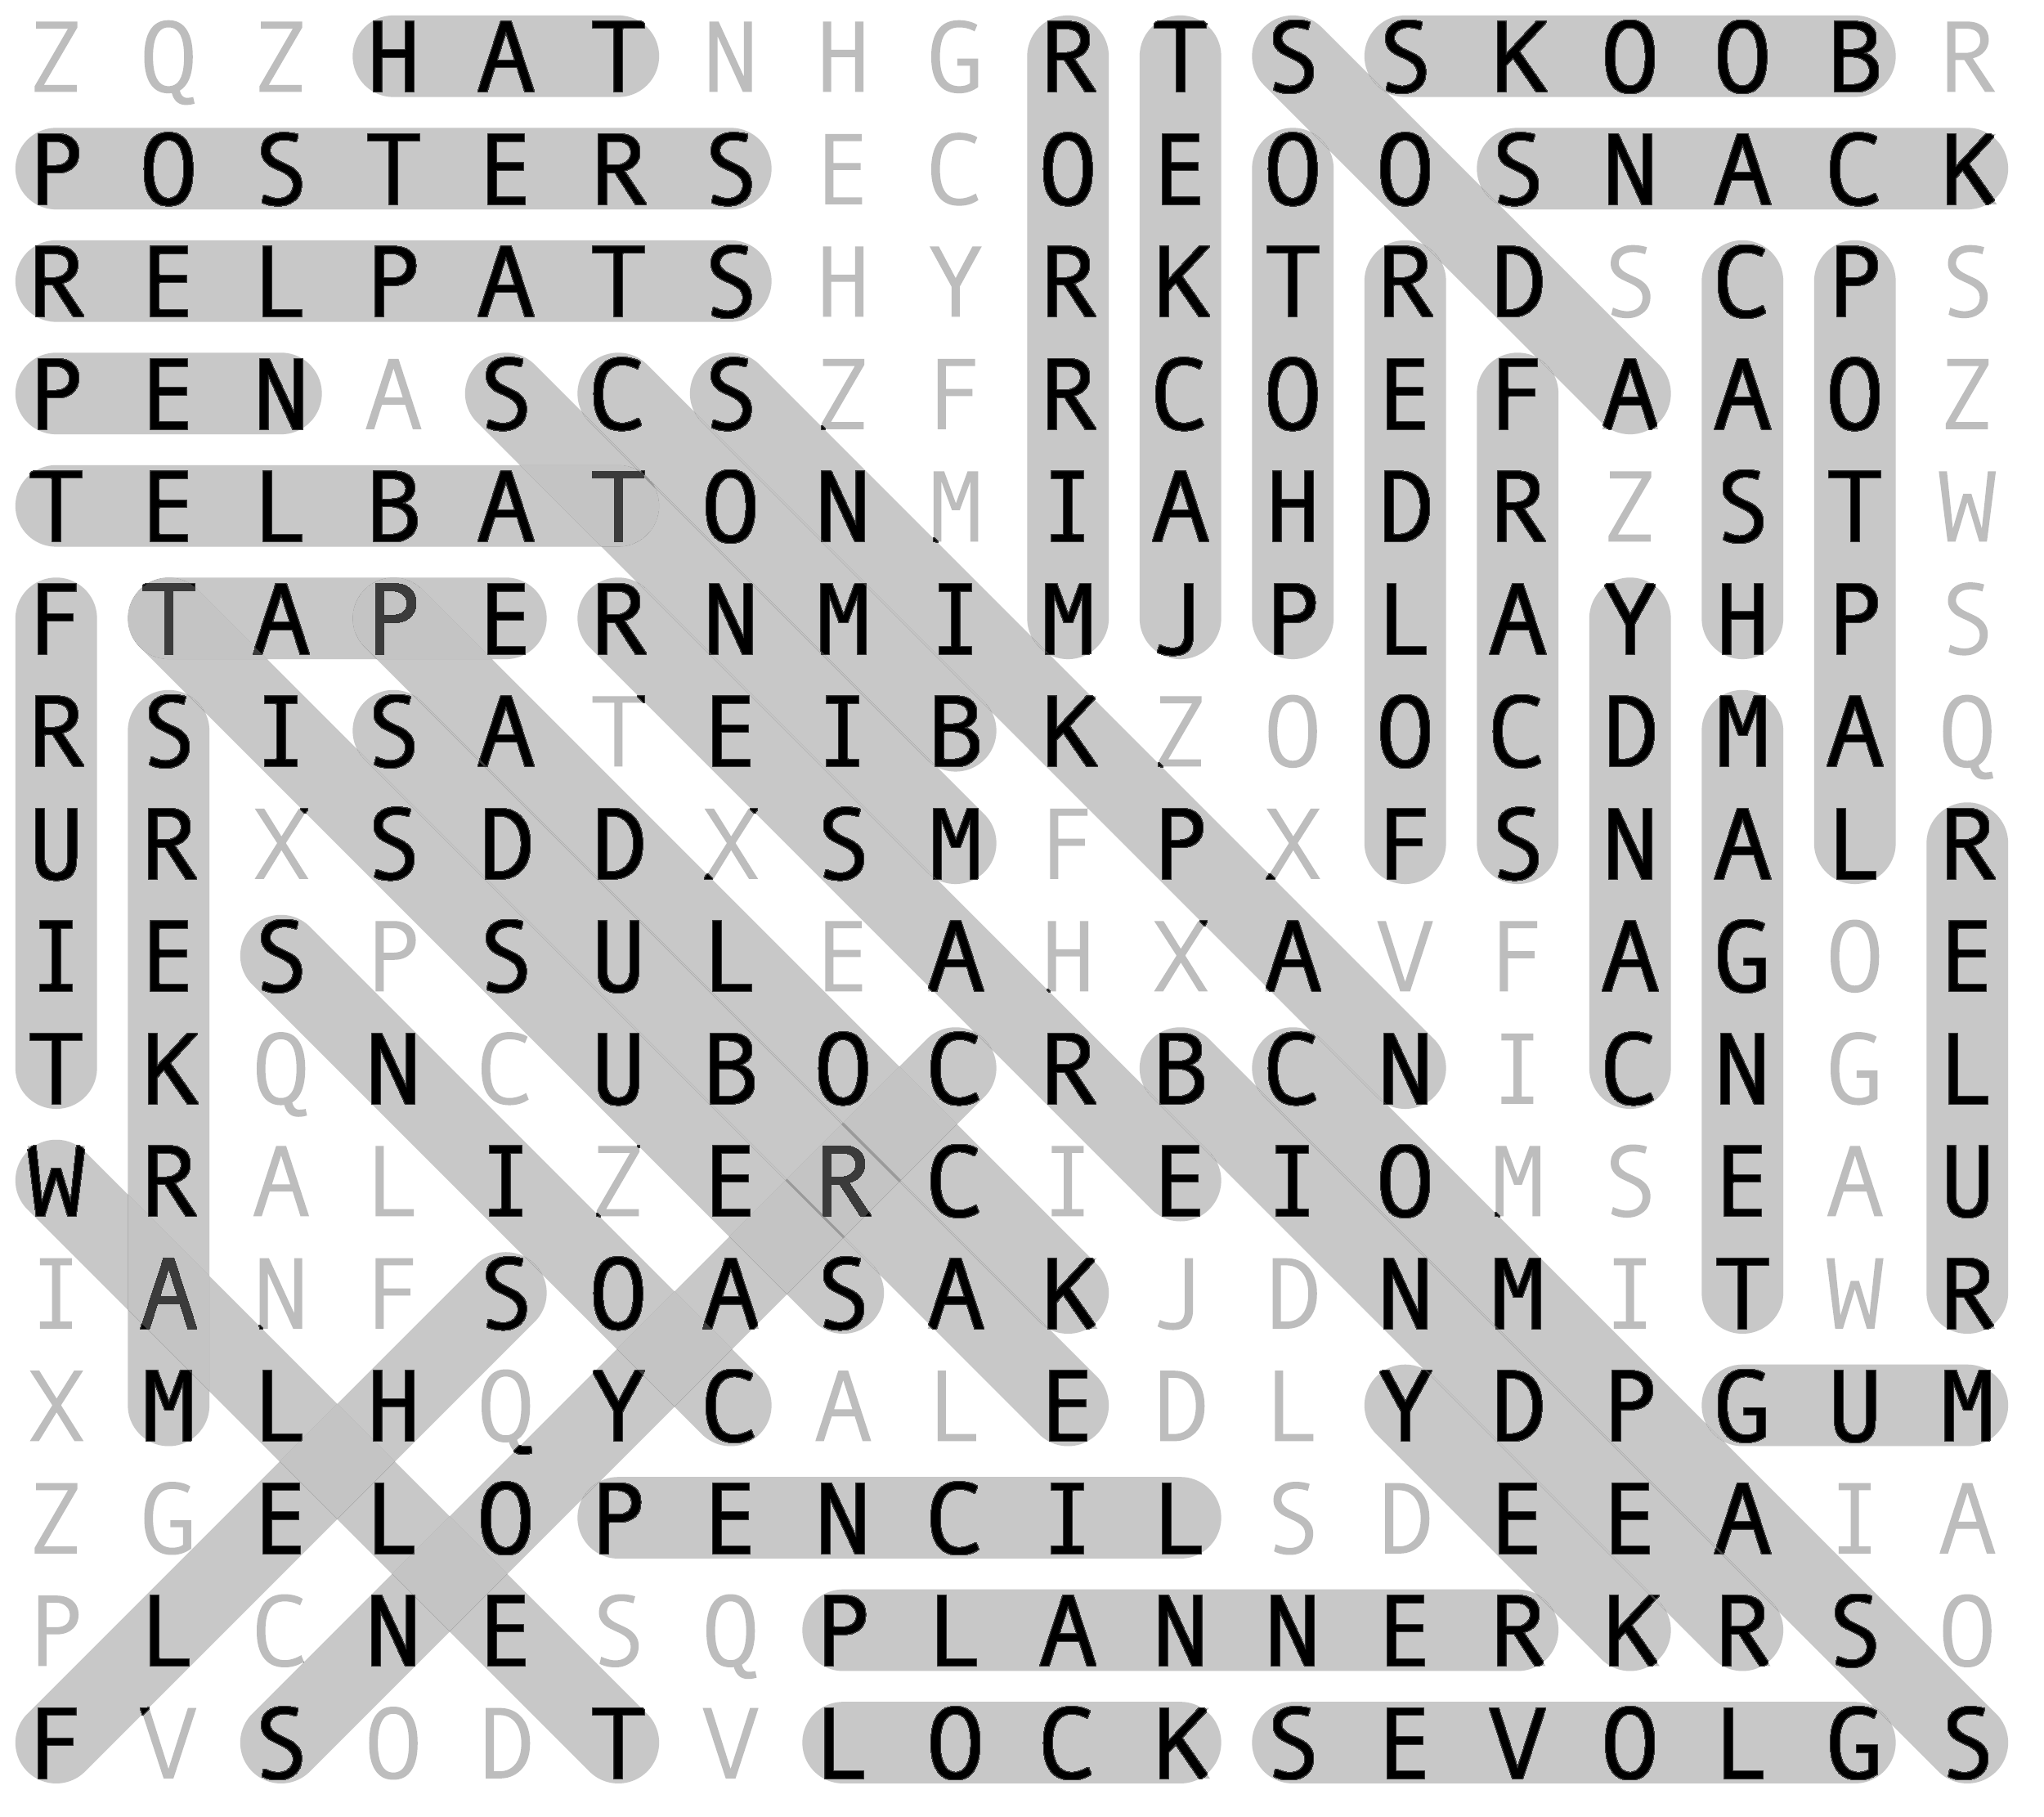 Z Q Z H A T N H G R T S S K O O B R
P O S T E R S E C O E O O S N A C K
R E L P A T S H Y R K T R D S C P S
P E N A S C S Z F R C O E F A A O Z
T E L B A T O N M I A H D R Z S T W
F T A P E R N M I M J P L A Y H P S
R S I S A T E I B K Z O O C D M A Q
U R X S D D X S M F P X F S N A L R
I E S P S U L E A H X A V F A G O E
T K Q N C U B O C R B C N I C N G L
W R A L I Z E R C I E I O M S E A U
I A N F S O A S A K J D N M I T W R
X M L H Q Y C A L E D L Y D P G U M
Z G E L O P E N C I L S D E E A I A
P L C N E S Q P L A N N E R K R S O
F V S O D T V L O C K S E V O L G S